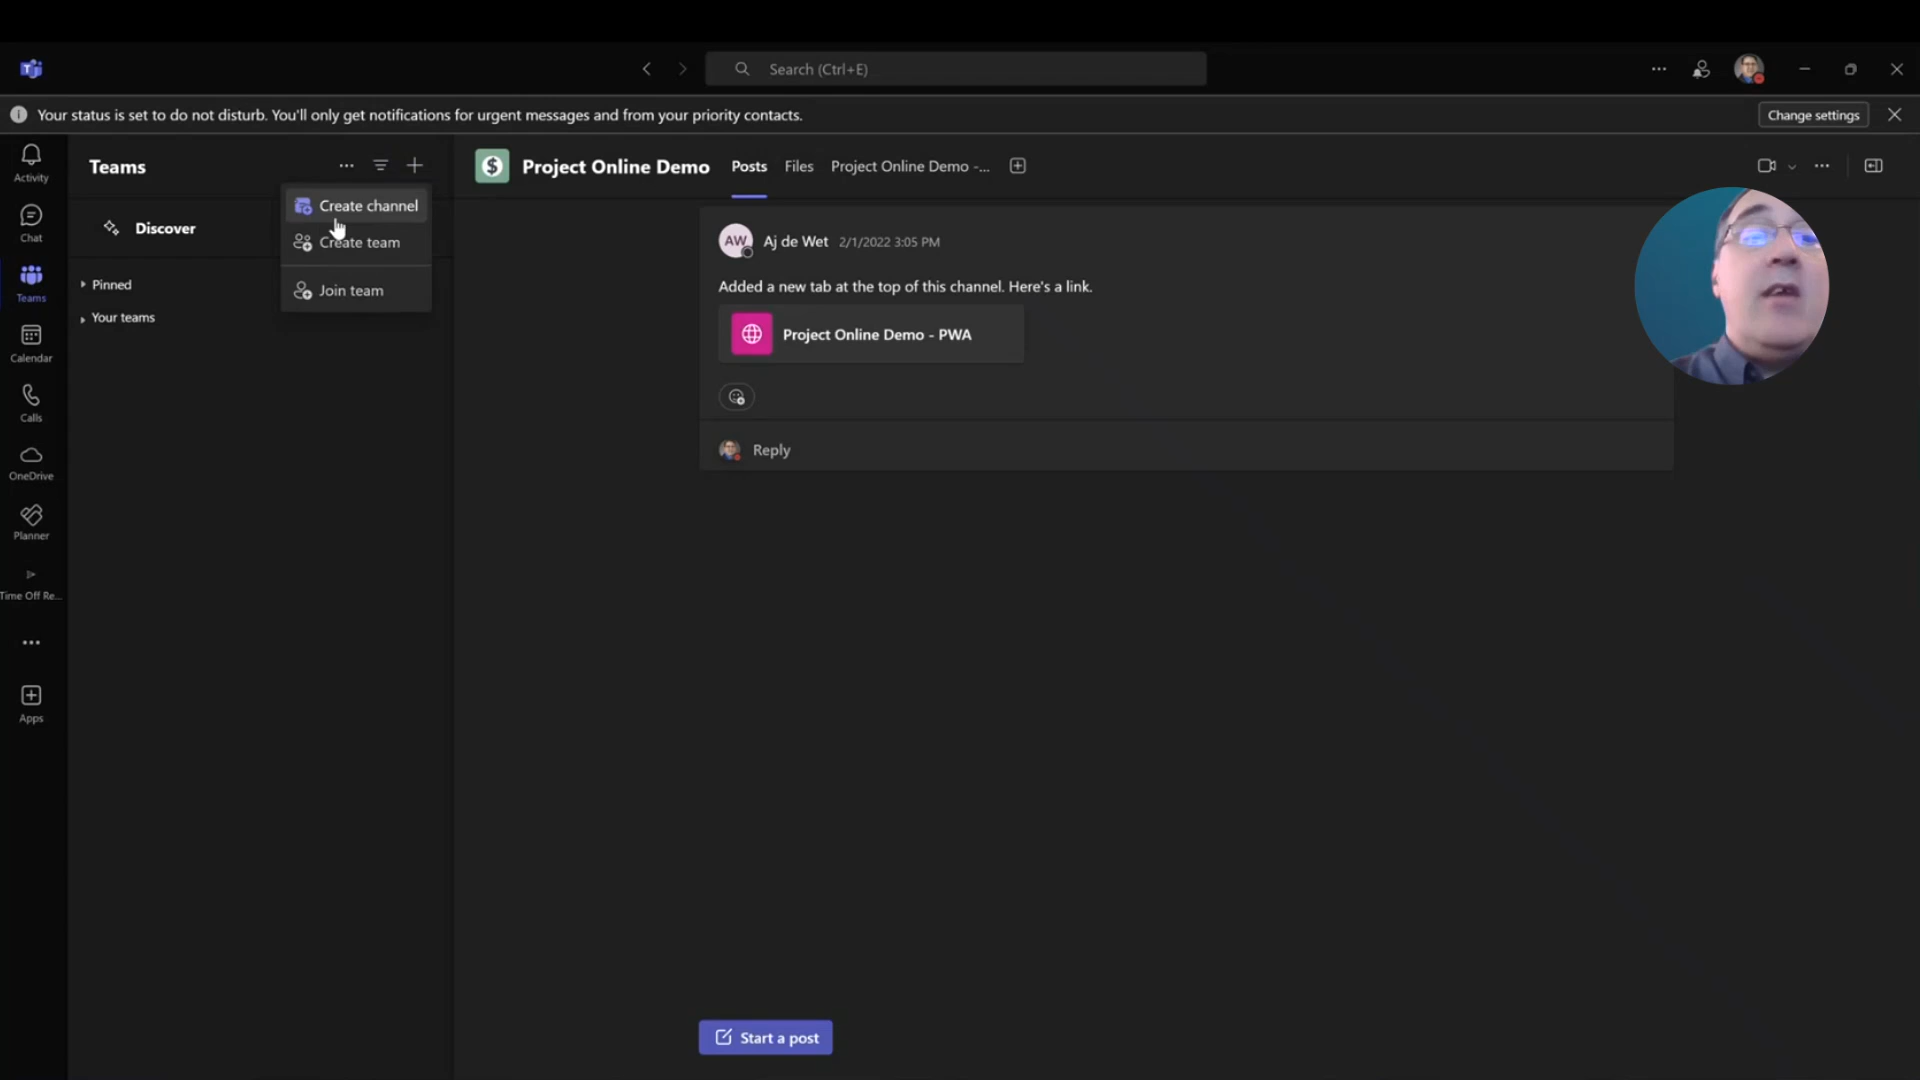 Search (Ctrl+E)
Your status is set to do not disturb. You'll only get notifications for urgent messages and from your priority contacts.
Change settings
Activity
Chat
Teams
Calendar
Calls
OneDrive
Planner
Time Off Re...
Apps
Teams
Discover
Pinned
Your teams
Create channel
Create team
Join team
$
Project Online Demo
Posts
Files
Project Online Demo -...
AW
Aj de Wet 2/1/2022 3:05 PM
Added a new tab at the top of this channel. Here's a link.
Project Online Demo - PWA
Reply
Start a post